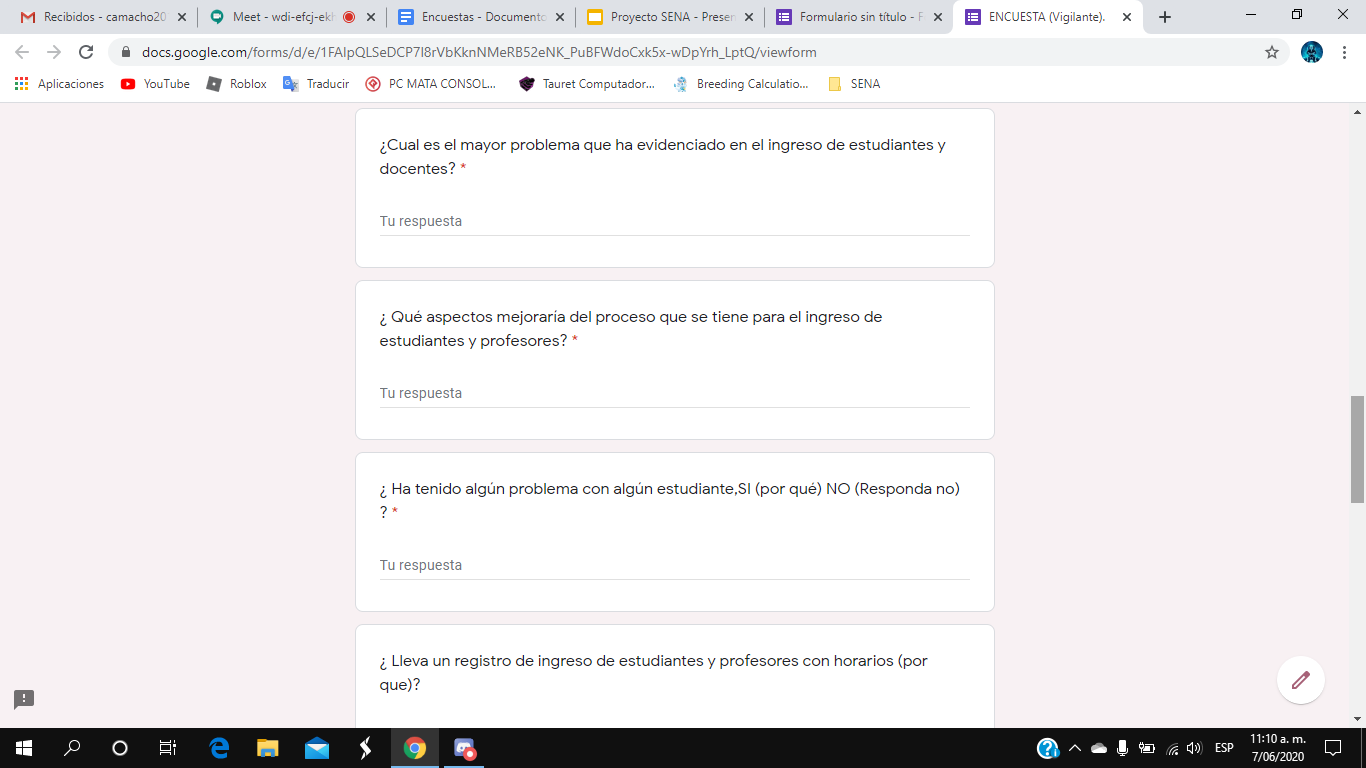 Recibidos - camacho20
Meet - wdi-efcj-ekh
Encuestas - Documento
Proyecto SENA - Presen
Formulario sin título - F
ENCUESTA (Vigilante).
docs.google.com/forms/d/e/1FAIpQLSeDCP7I8rVbKknNMeRB52eNK_PuBFWdoCxk5x-wDpYrh_LptQ/viewform
Aplicaciones
YouTube
Roblox
Traducir
PC MATA CONSOL...
Tauret Computador...
Breeding Calculatio...
SENA
¿Cual es el mayor problema que ha evidenciado en el ingreso de estudiantes y
docentes? *
Tu respuesta
¿ Qué aspectos mejoraría del proceso que se tiene para el ingreso de
estudiantes y profesores? *
Tu respuesta
¿ Ha tenido algún problema con algún estudiante,SI (por qué) NO (Responda no)
? *
Tu respuesta
¿ Lleva un registro de ingreso de estudiantes y profesores con horarios (por
que)?
ESP
11:10 a. m.
7/06/2020